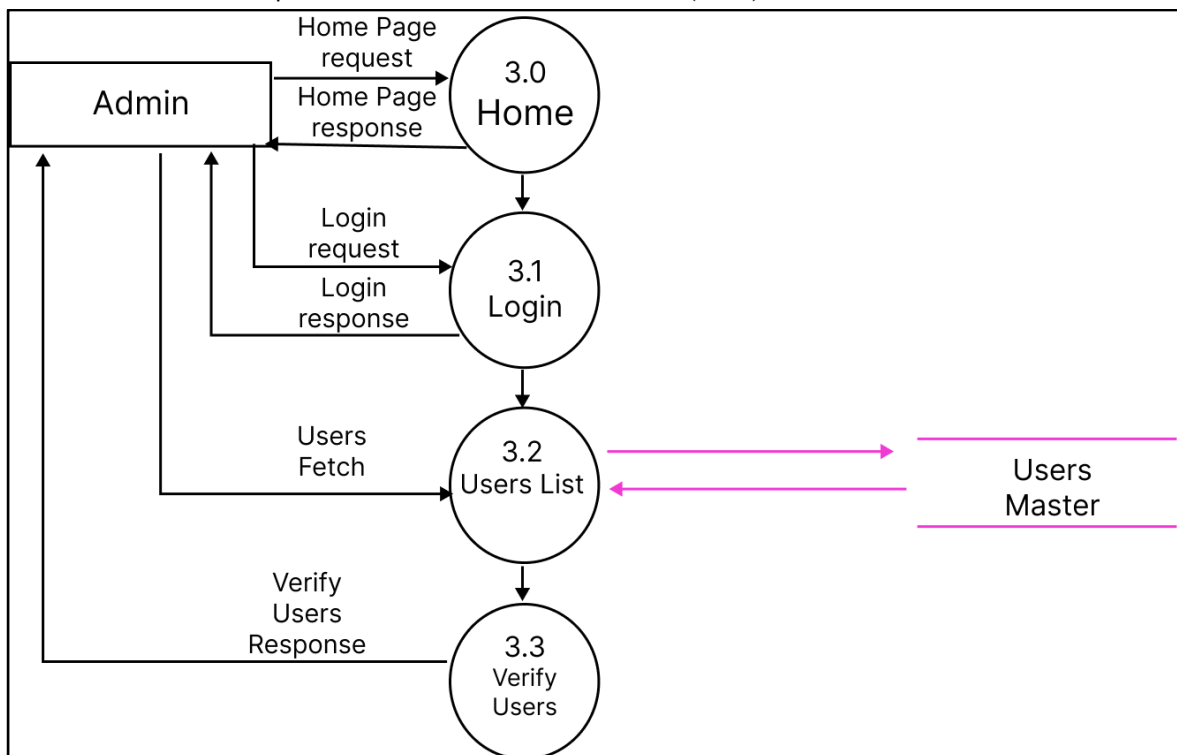 Home Page
request
3.0
Home
Admin
Home Page
response
Login
request
3.1
Login
Login
response
Users
Fetch
3.2
Users List
Users
Master
Verify
Users
Response
3.3
Verify
Users